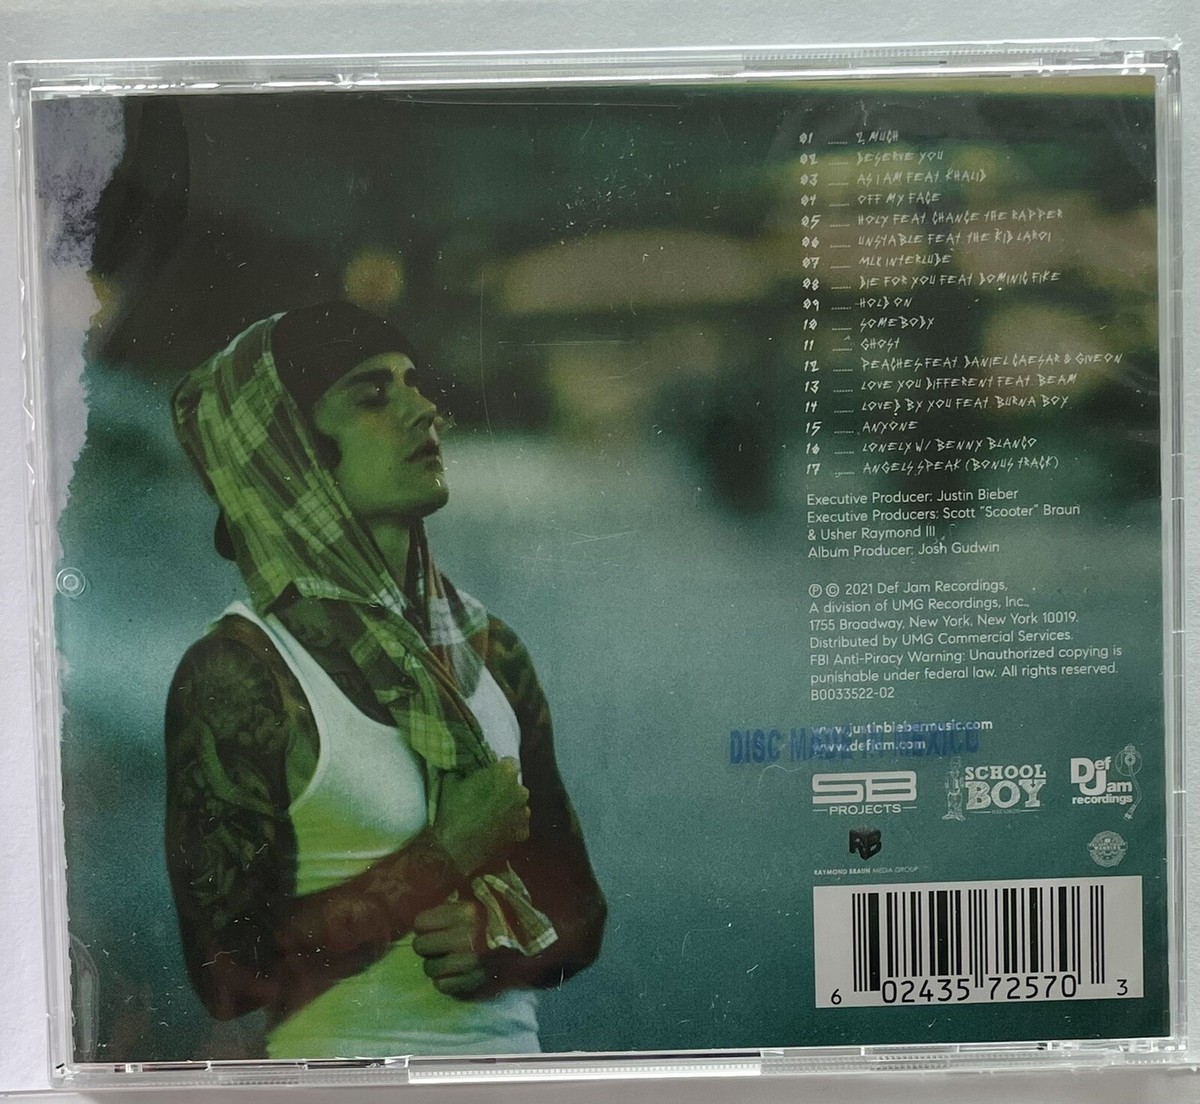 01 ...... 2 MUCH
02 ...... DESERVE YOU
03 ...... AS I AM FEAT KHALID
04 ...... OFF MY FACE
05 ...... HOLY FEAT CHANCE THE RAPPER
06 ...... UNSTABLE FEAT THE KID LAROI
07 ...... MLK INTERLUDE
08 ...... DIE FOR YOU FEAT DOMINIC FIKE
09 ...... HOLD ON
10 ...... SOMEBODY
11 ...... GHOST
12 ...... PEACHES FEAT. DANIEL CAESAR & GIVEON
13 ...... LOVE YOU DIFFERENT FEAT. BEAM
14 ...... LOVED BY YOU FEAT. BURNA BOY
15 ...... ANYONE
16 ...... LONELY W/ BENNY BLANCO
17 ...... ANGELS SPEAK (BONUS TRACK)
Executive Producer: Justin Bieber
Executive Producers: Scott "Scooter" Braun
& Usher Raymond III
Album Producer: Josh Gudwin
℗ © 2021 Def Jam Recordings,
A division of UMG Recordings, Inc.,
1755 Broadway, New York, New York 10019.
Distributed by UMG Commercial Services.
FBI Anti-Piracy Warning: Unauthorized copying is
punishable under federal law. All rights reserved.
B0033522-02
www.justinbiebermusic.com
www.defjam.com
DISC MADE IN MEXICO
SB
PROJECTS
SCHOOL
BOY
Def
Jam
recordings
RB
RAYMOND BRAUN MEDIA GROUP
6 02435 72570 3